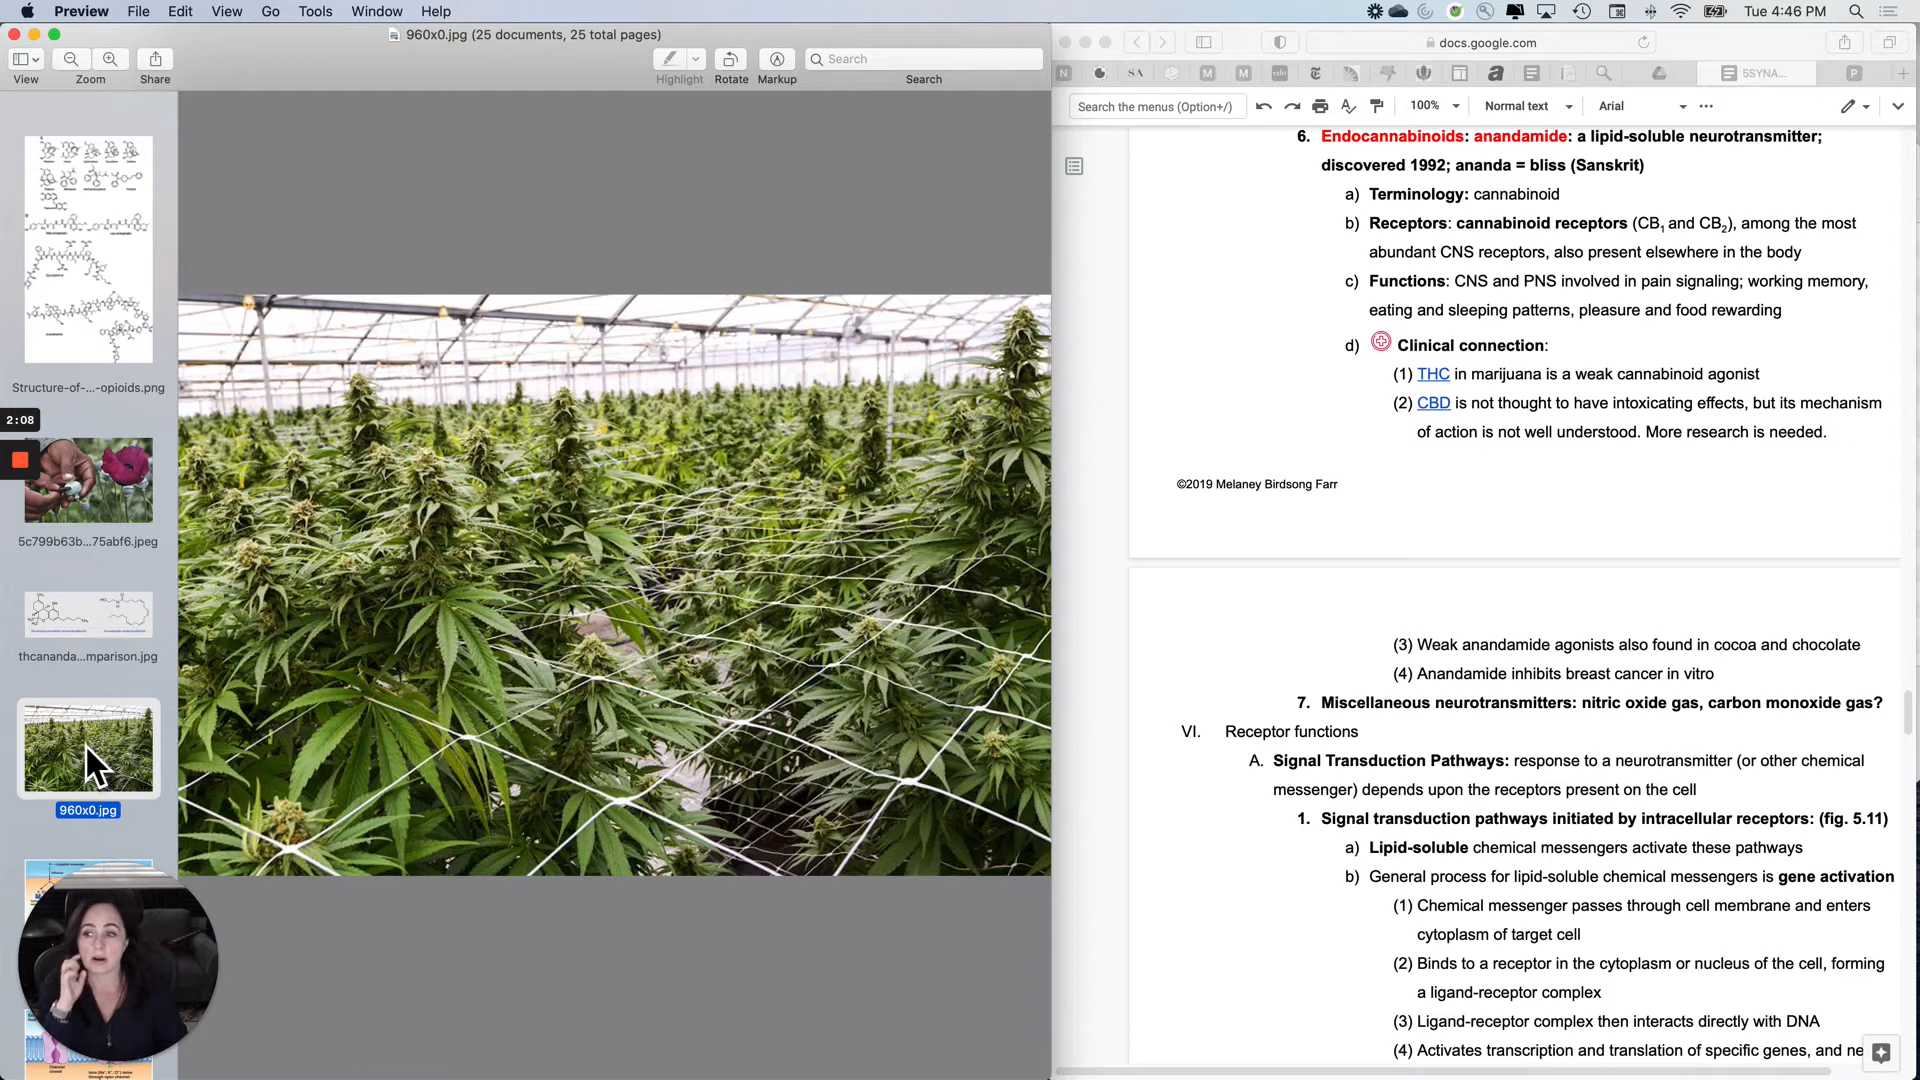 Preview File Edit View Go Tools Window Help
Tue 4:46 PM
960x0.jpg (25 documents, 25 total pages)
View
Zoom
Share
Highlight
Rotate
Markup
Search
Search
Structure-of-...-opioids.png
2:08
5c799b63b...75abf6.jpeg
thcananda...mparison.jpg
960x0.jpg
docs.google.com
5SYNA...
Search the menus (Option+/)
100%
Normal text
Arial
6. Endocannabinoids: anandamide: a lipid-soluble neurotransmitter;
discovered 1992; ananda = bliss (Sanskrit)
a) Terminology: cannabinoid
b) Receptors: cannabinoid receptors (CB1 and CB2), among the most
abundant CNS receptors, also present elsewhere in the body
c) Functions: CNS and PNS involved in pain signaling; working memory,
eating and sleeping patterns, pleasure and food rewarding
d) Clinical connection:
(1) THC in marijuana is a weak cannabinoid agonist
(2) CBD is not thought to have intoxicating effects, but its mechanism
of action is not well understood. More research is needed.
©2019 Melaney Birdsong Farr
(3) Weak anandamide agonists also found in cocoa and chocolate
(4) Anandamide inhibits breast cancer in vitro
7. Miscellaneous neurotransmitters: nitric oxide gas, carbon monoxide gas?
VI. Receptor functions
A. Signal Transduction Pathways: response to a neurotransmitter (or other chemical
messenger) depends upon the receptors present on the cell
1. Signal transduction pathways initiated by intracellular receptors: (fig. 5.11)
a) Lipid-soluble chemical messengers activate these pathways
b) General process for lipid-soluble chemical messengers is gene activation
(1) Chemical messenger passes through cell membrane and enters
cytoplasm of target cell
(2) Binds to a receptor in the cytoplasm or nucleus of the cell, forming
a ligand-receptor complex
(3) Ligand-receptor complex then interacts directly with DNA
(4) Activates transcription and translation of specific genes, and ne